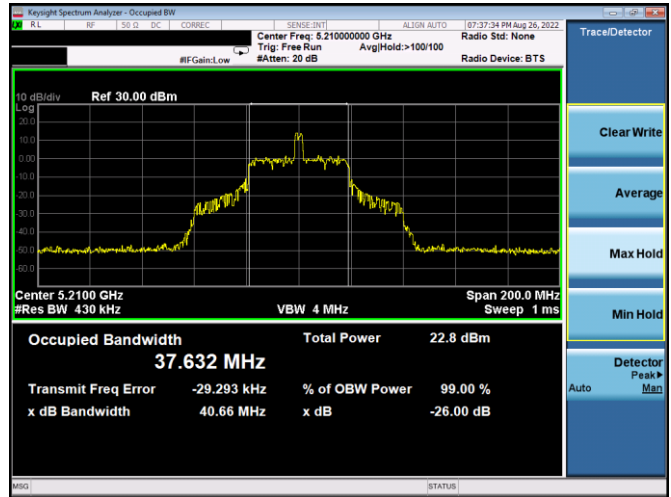 Keysight Spectrum Analyzer - Occupied BW
RL RF 50 Ω DC CORREC SENSE:INT ALIGN AUTO 07:37:34 PM Aug 26, 2022
Center Freq: 5.210000000 GHz Radio Std: None
Trig: Free Run Avg|Hold:>100/100
#IFGain:Low #Atten: 20 dB Radio Device: BTS
10 dB/div Ref 30.00 dBm
Log
20.0
10.0
0.00
-10.0
-20.0
-30.0
-40.0
-50.0
-60.0
Center 5.2100 GHz Span 200.0 MHz
#Res BW 430 kHz VBW 4 MHz Sweep 1 ms
Occupied Bandwidth Total Power 22.8 dBm
37.632 MHz
Transmit Freq Error -29.293 kHz % of OBW Power 99.00 %
x dB Bandwidth 40.66 MHz x dB -26.00 dB
MSG STATUS
Trace/Detector
Clear Write
Average
Max Hold
Min Hold
Detector
Peak▶
Auto Man